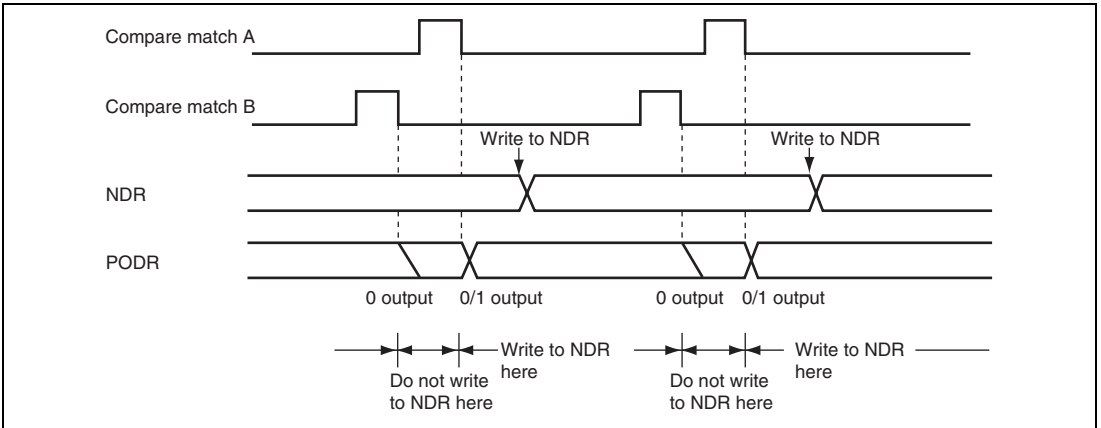 Compare match A
Compare match B
Write to NDR Write to NDR
NDR
PODR
0 output 0/1 output 0 output 0/1 output
Write to NDR
here
Do not write
to NDR here
Write to NDR
here
Do not write
to NDR here